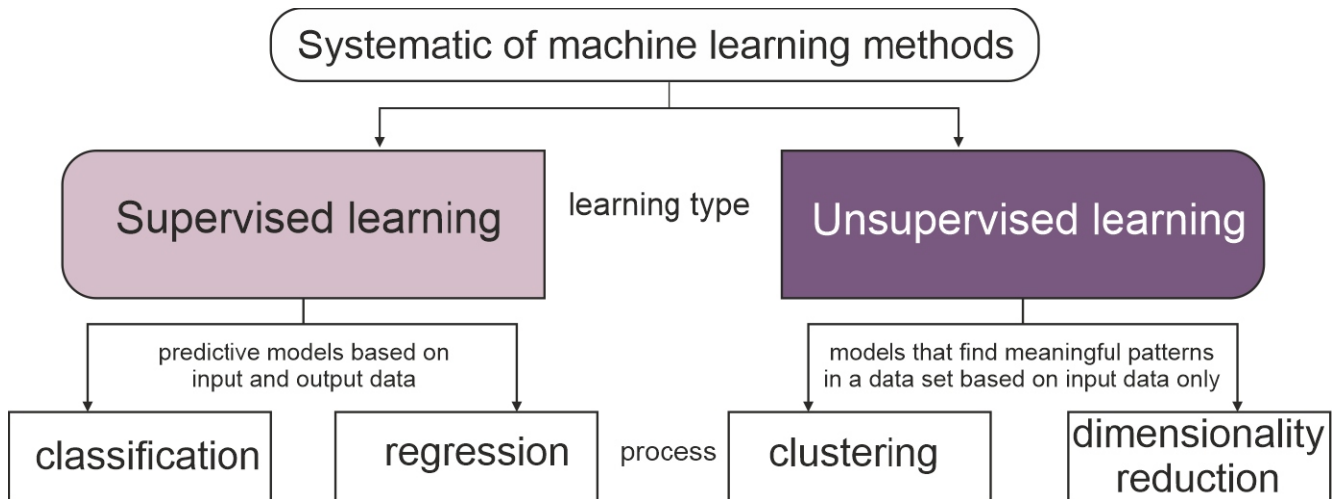 Systematic of machine learning methods
Supervised learning
learning type
Unsupervised learning
predictive models based on
input and output data
models that find meaningful patterns
in a data set based on input data only
classification
regression
process
clustering
dimensionality
reduction